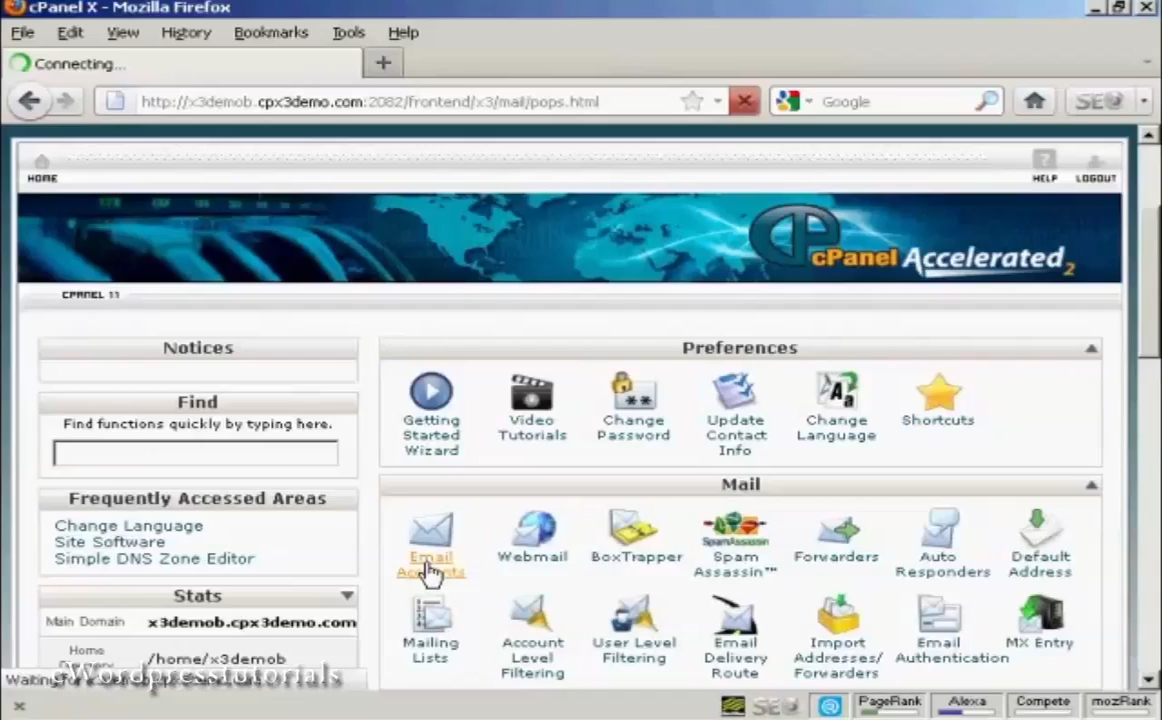 cPanel X - Mozilla Firefox
File Edit View History Bookmarks Tools Help
Connecting...
http://x3demob.cpx3demo.com:2082/frontend/x3/mail/pops.html
Google
HOME
HELP LOGOUT
cPanel Accelerated2
CPANEL 11
Notices
Find
Find functions quickly by typing here.
Frequently Accessed Areas
Change Language
Site Software
Simple DNS Zone Editor
Stats
Main Domain x3demob.cpx3demo.com
Home /home/x3demob
Preferences
Getting Started Wizard
Video Tutorials
Change Password
Update Contact Info
Change Language
Shortcuts
Mail
Email Accounts
Webmail
BoxTrapper
Spam Assassin™
Forwarders
Auto Responders
Default Address
Mailing Lists
Account Level Filtering
User Level Filtering
Email Delivery Route
Import Addresses/ Forwarders
Email Authentication
MX Entry
eWordpresstutorials
PageRank Alexa Compete mozRank